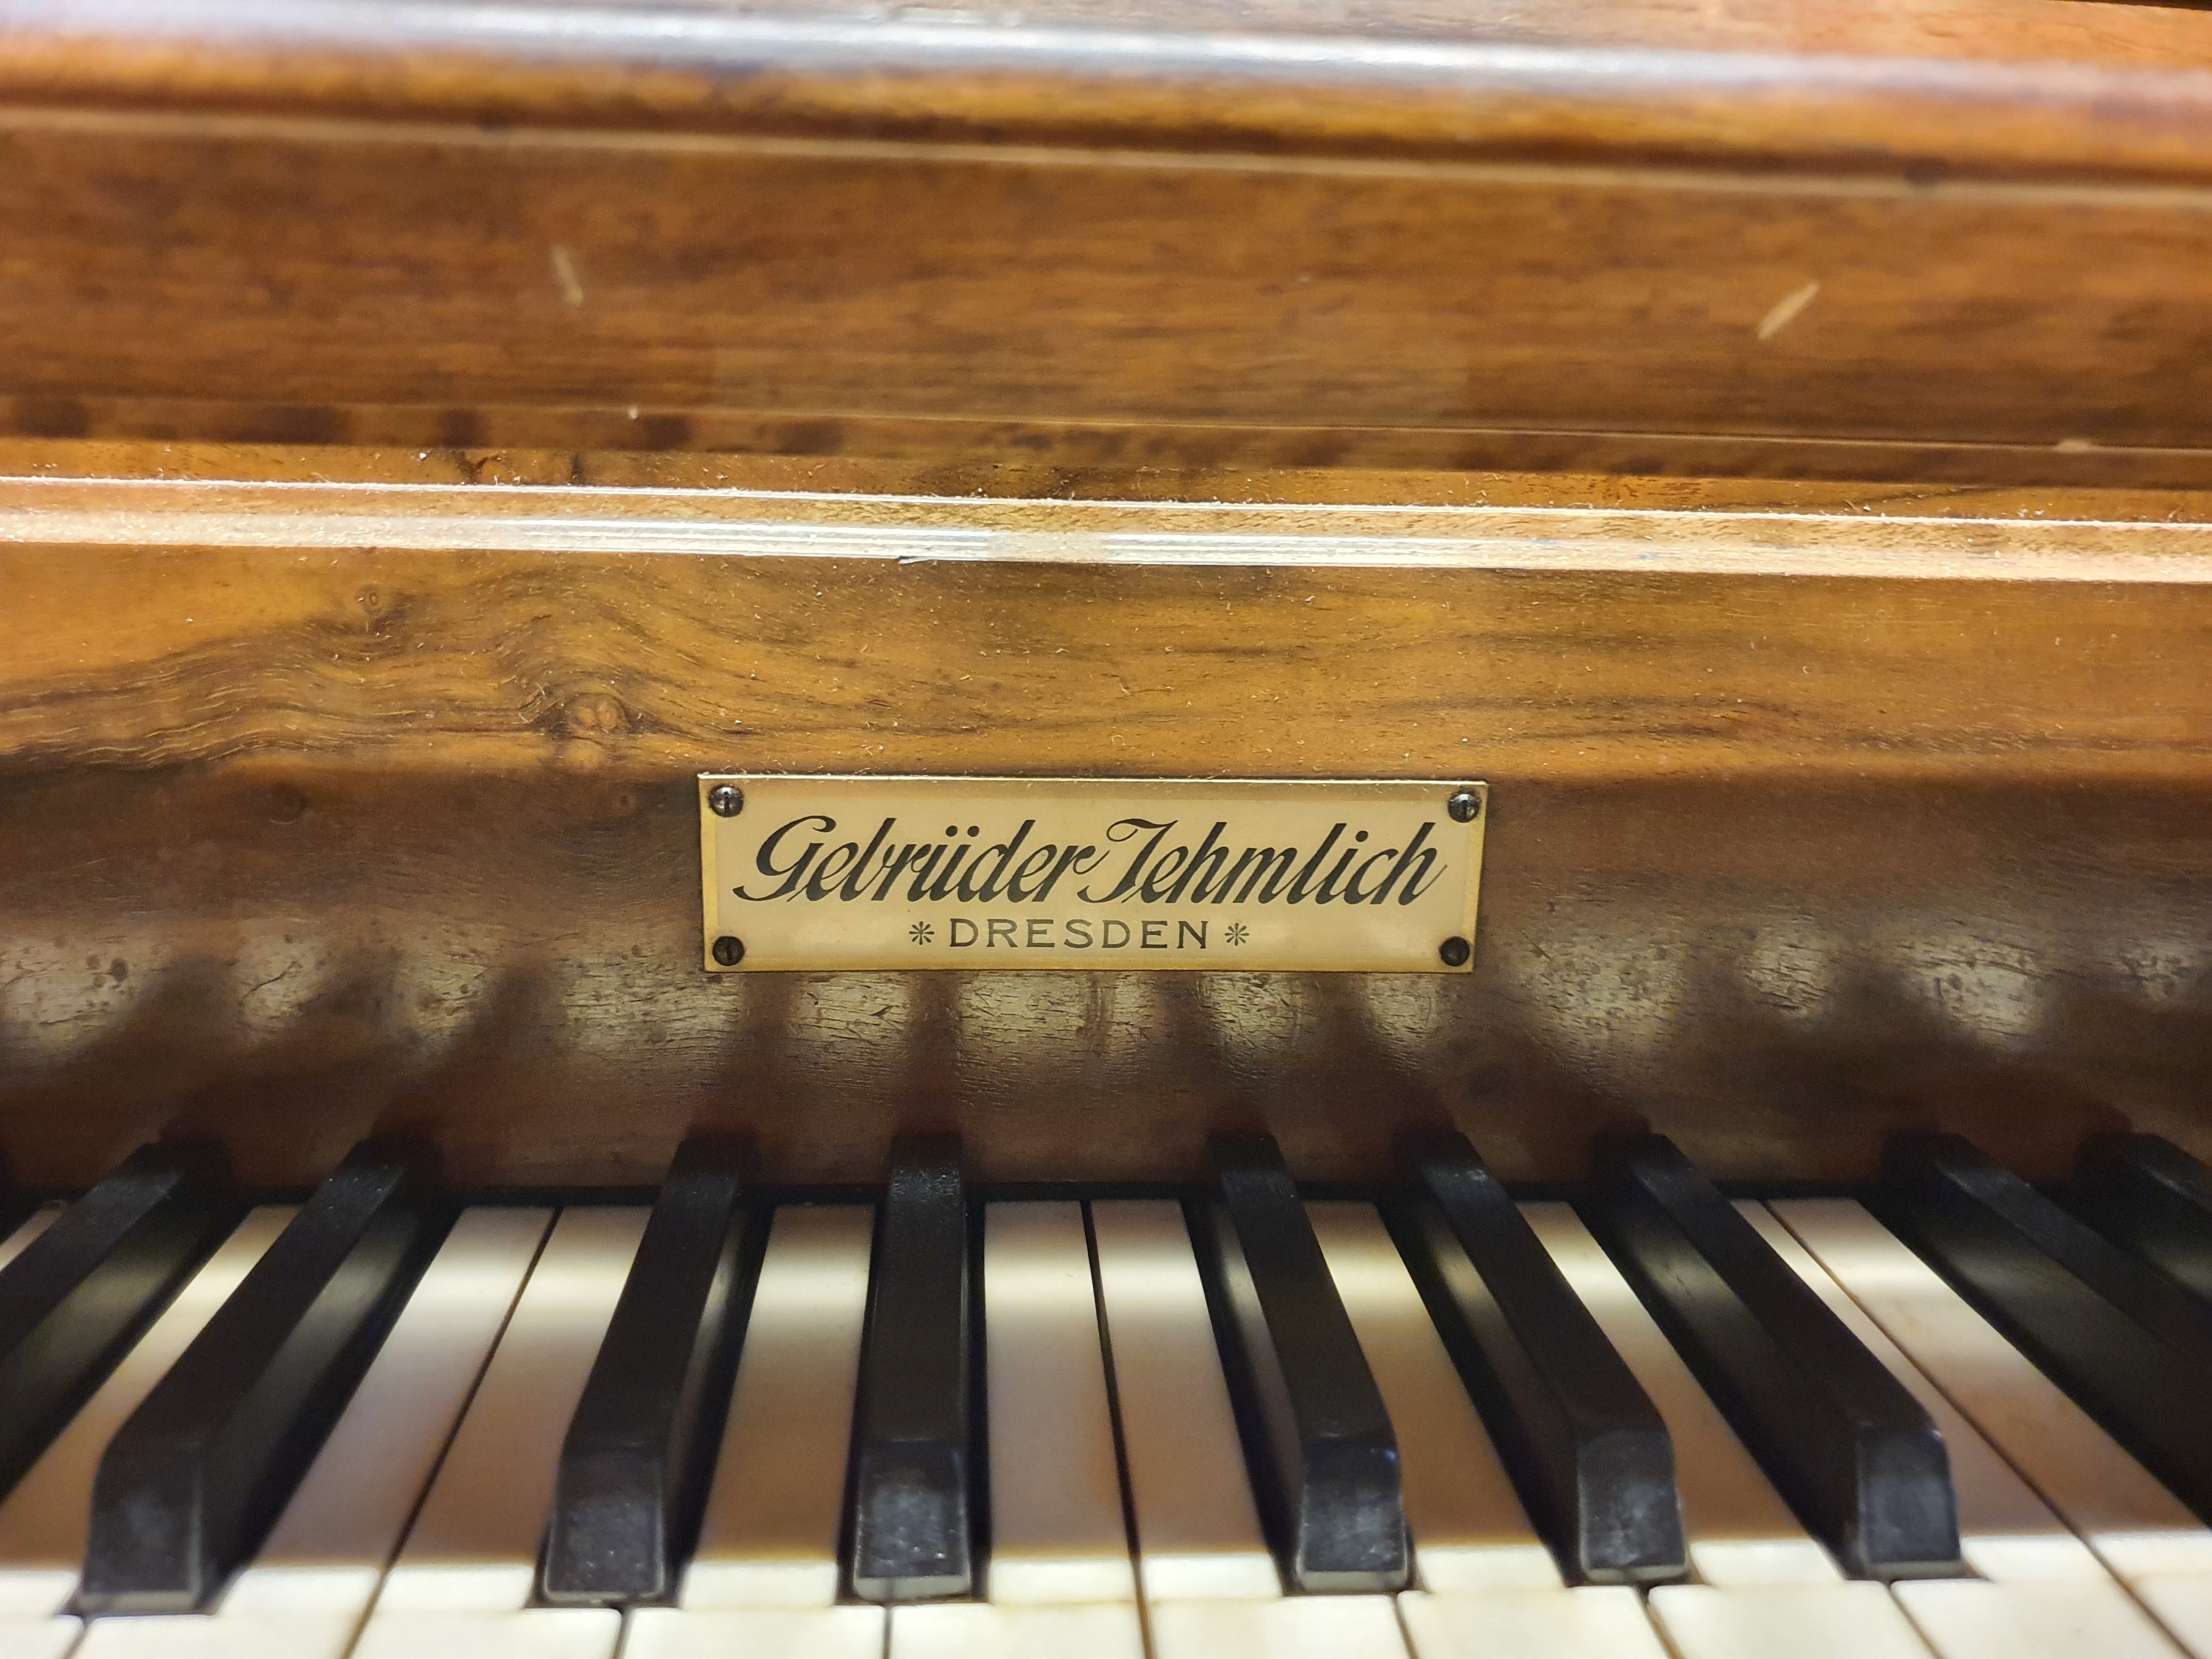 Gebrüder Jehmlich
* DRESDEN *